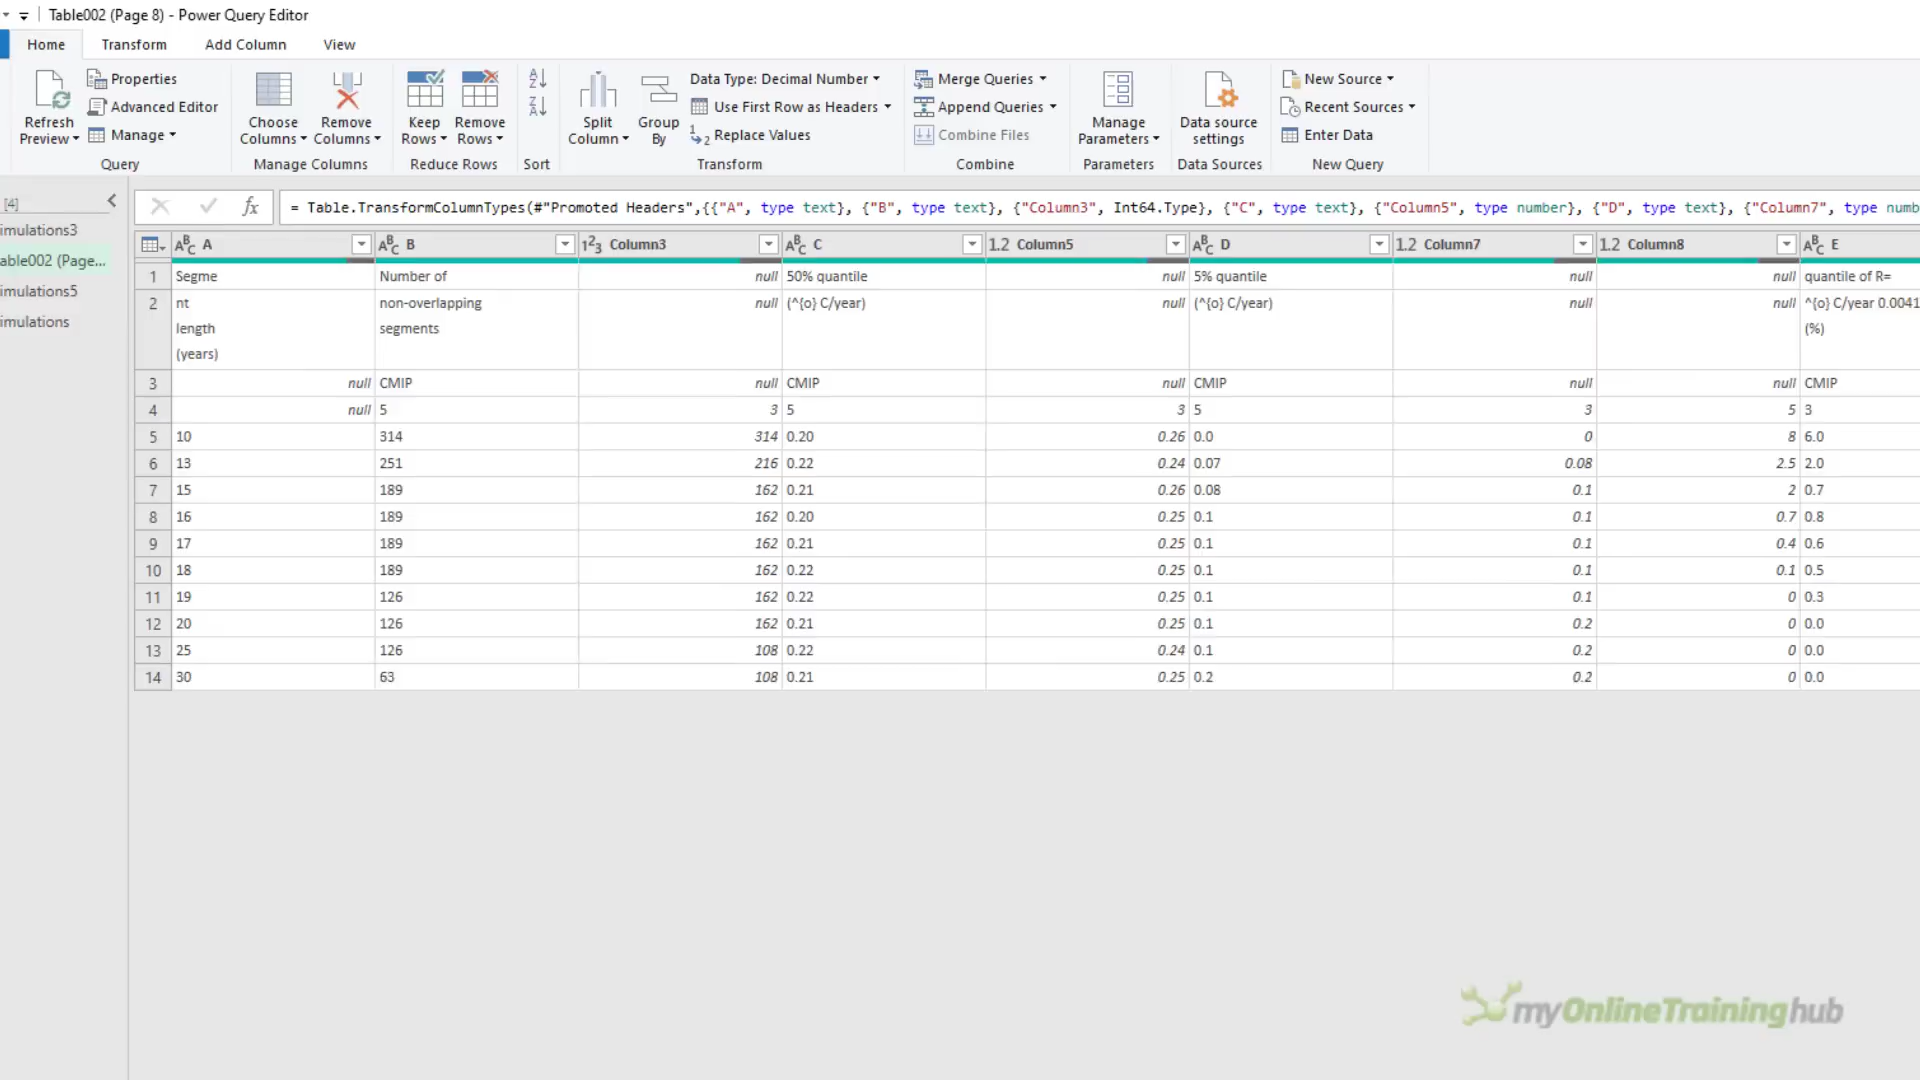 Table002 (Page 8) - Power Query Editor
Home Transform Add Column View
Refresh Preview
Properties
Advanced Editor
Manage
Query
Choose Columns
Remove Columns
Manage Columns
Keep Rows
Remove Rows
Reduce Rows
Sort
Split Column
Group By
Data Type: Decimal Number
Use First Row as Headers
Replace Values
Transform
Merge Queries
Append Queries
Combine Files
Combine
Manage Parameters
Parameters
Data source settings
Data Sources
New Source
Recent Sources
Enter Data
New Query
[4]
imulations3
able002 (Page...
imulations5
imulations
fx = Table.TransformColumnTypes(#"Promoted Headers",{{"A", type text}, {"B", type text}, {"Column3", Int64.Type}, {"C", type text}, {"Column5", type number}, {"D", type text}, {"Column7", type numb
ABC A ABC B 123 Column3 ABC C 1.2 Column5 ABC D 1.2 Column7 1.2 Column8 ABC E
1 Segme Number of null 50% quantile null 5% quantile null null quantile of R=
2 nt non-overlapping null (^{o} C/year) null (^{o} C/year) null null ^{o} C/year 0.0041
length segments (%)
(years)
3 null CMIP null CMIP null CMIP null null CMIP
4 null 5 3 5 3 5 3 5 3
5 10 314 314 0.20 0.26 0.0 0 8 6.0
6 13 251 216 0.22 0.24 0.07 0.08 2.5 2.0
7 15 189 162 0.21 0.26 0.08 0.1 2 0.7
8 16 189 162 0.20 0.25 0.1 0.1 0.7 0.8
9 17 189 162 0.21 0.25 0.1 0.1 0.4 0.6
10 18 189 162 0.22 0.25 0.1 0.1 0.1 0.5
11 19 126 162 0.22 0.25 0.1 0.1 0 0.3
12 20 126 162 0.21 0.25 0.1 0.2 0 0.0
13 25 126 108 0.22 0.24 0.1 0.2 0 0.0
14 30 63 108 0.21 0.25 0.2 0.2 0 0.0
myOnlineTraininghub